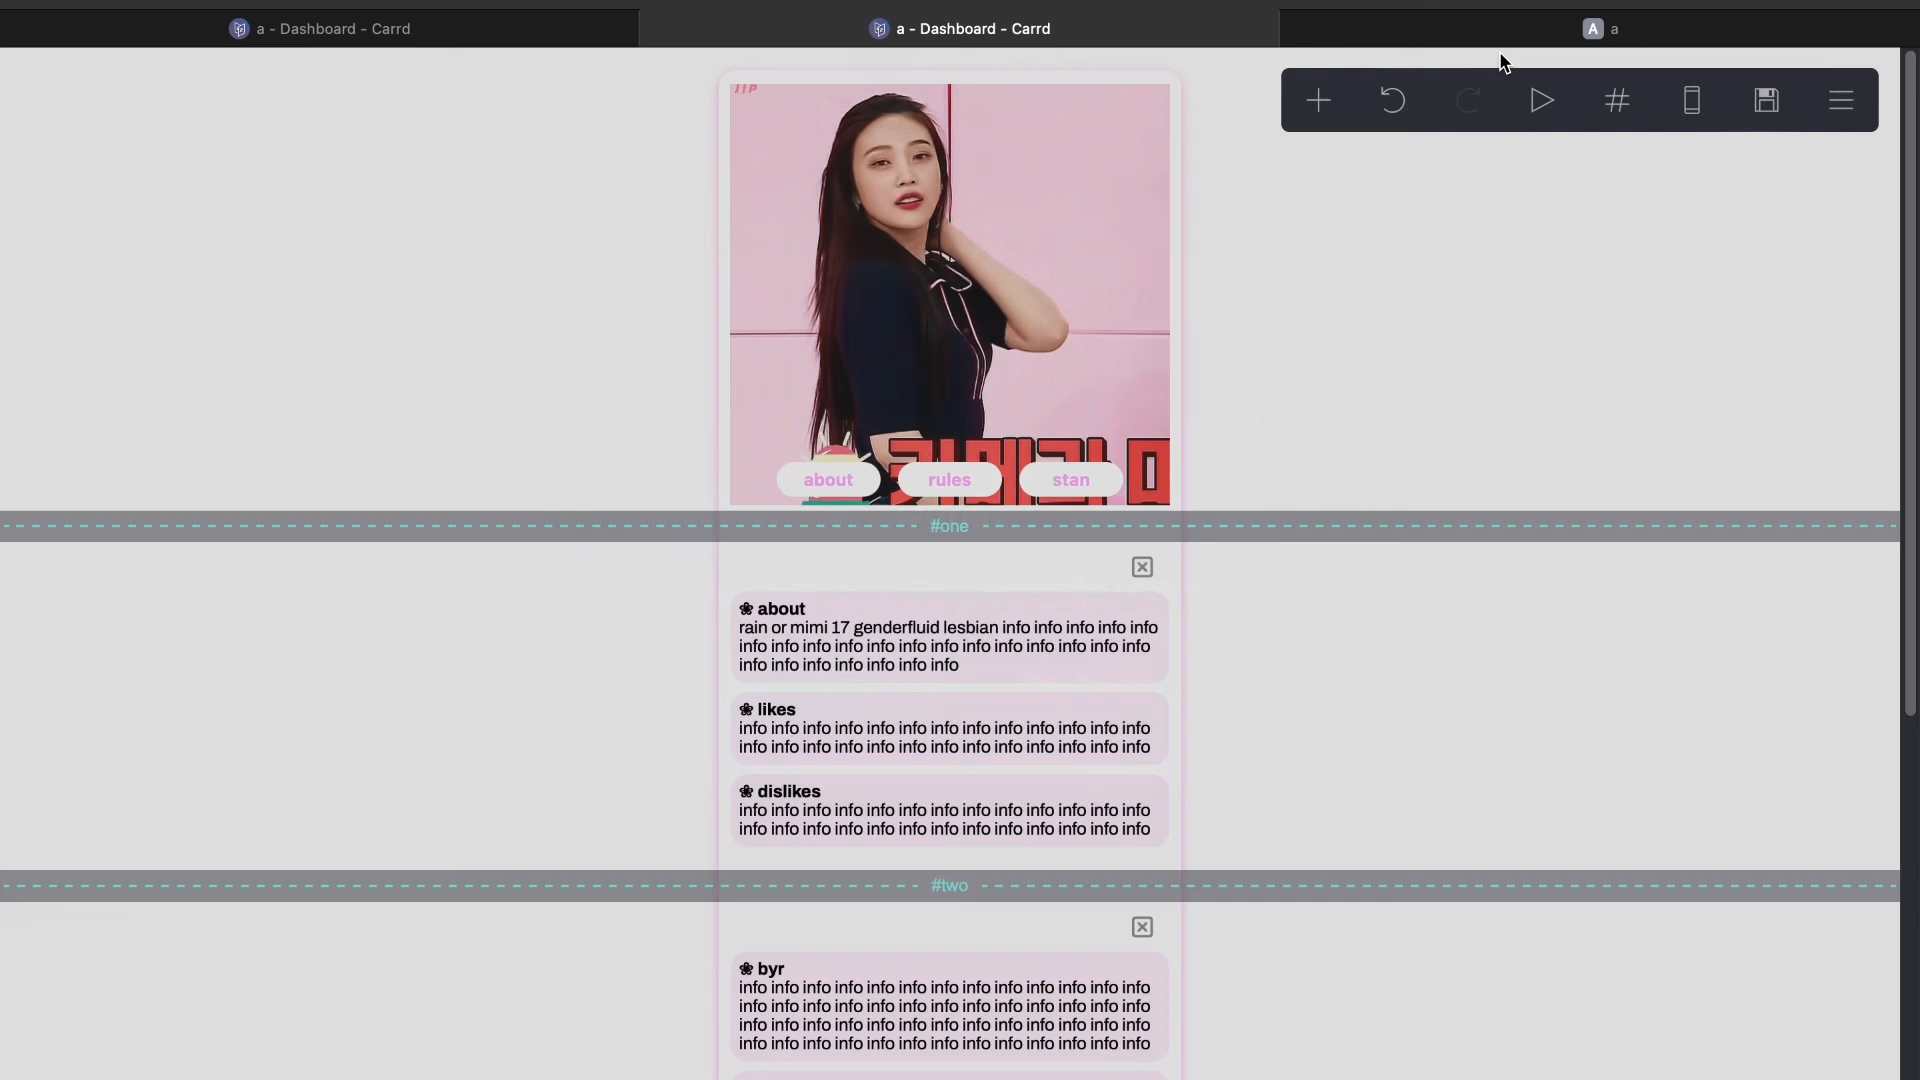 a - Dashboard - Carrd
a - Dashboard - Carrd
A a
about
rules
stan
#one
❀ about
rain or mimi 17 genderfluid lesbian info info info info info
info info info info info info info info info info info info info
info info info info info info info
❀ likes
info info info info info info info info info info info info info
info info info info info info info info info info info info info
❀ dislikes
info info info info info info info info info info info info info
info info info info info info info info info info info info info
#two
❀ byr
info info info info info info info info info info info info info
info info info info info info info info info info info info info
info info info info info info info info info info info info info
info info info info info info info info info info info info info